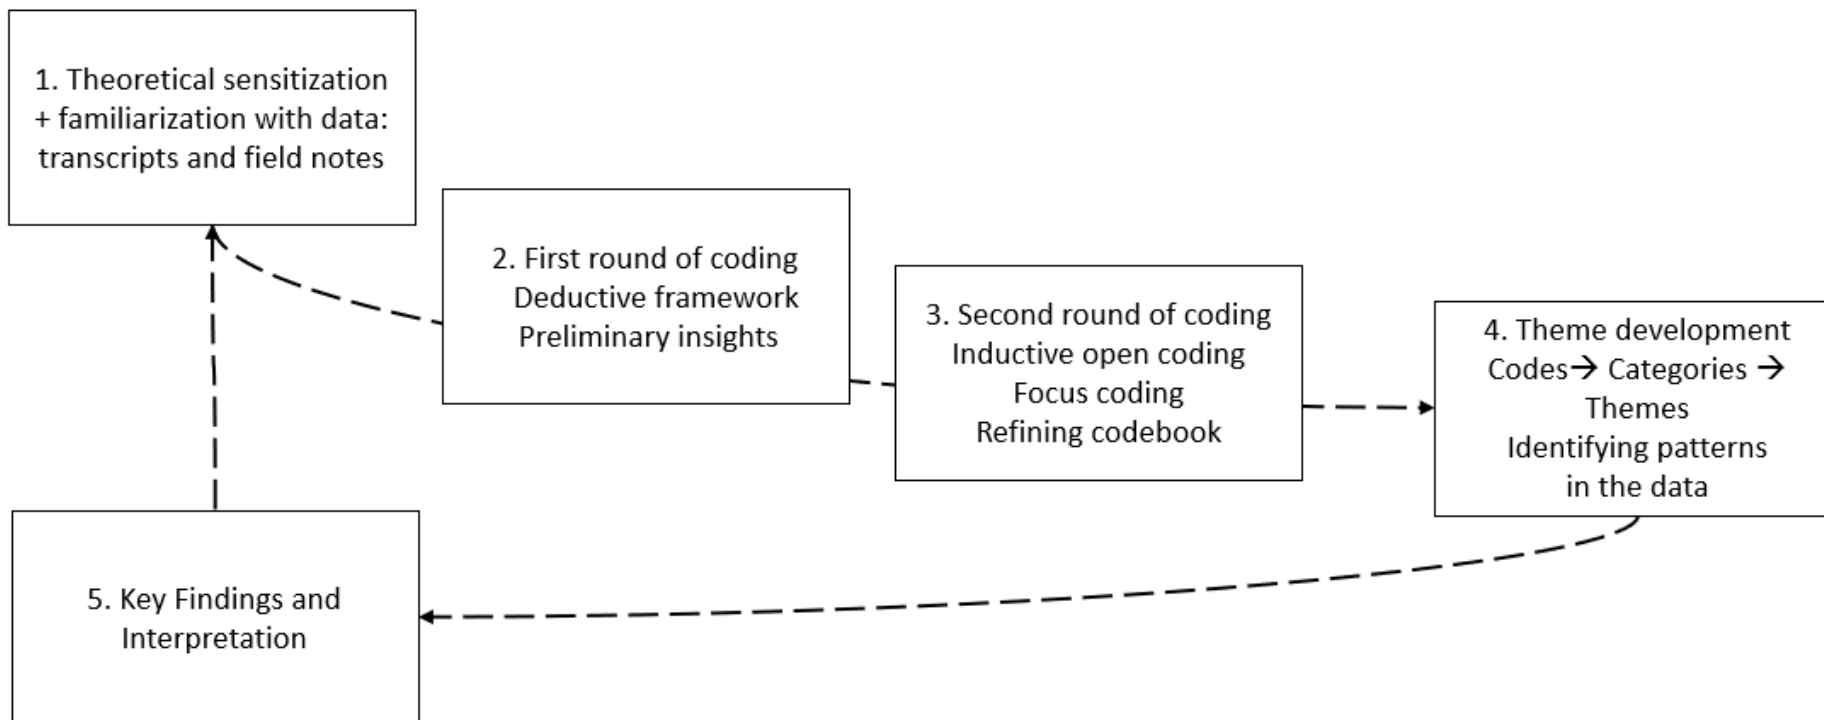 1. Theoretical sensitization
+ familiarization with data:
transcripts and field notes
2. First round of coding
Deductive framework
Preliminary insights
3. Second round of coding
Inductive open coding
Focus coding
Refining codebook
4. Theme development
Codes→ Categories →
Themes
Identifying patterns
in the data
5. Key Findings and
Interpretation